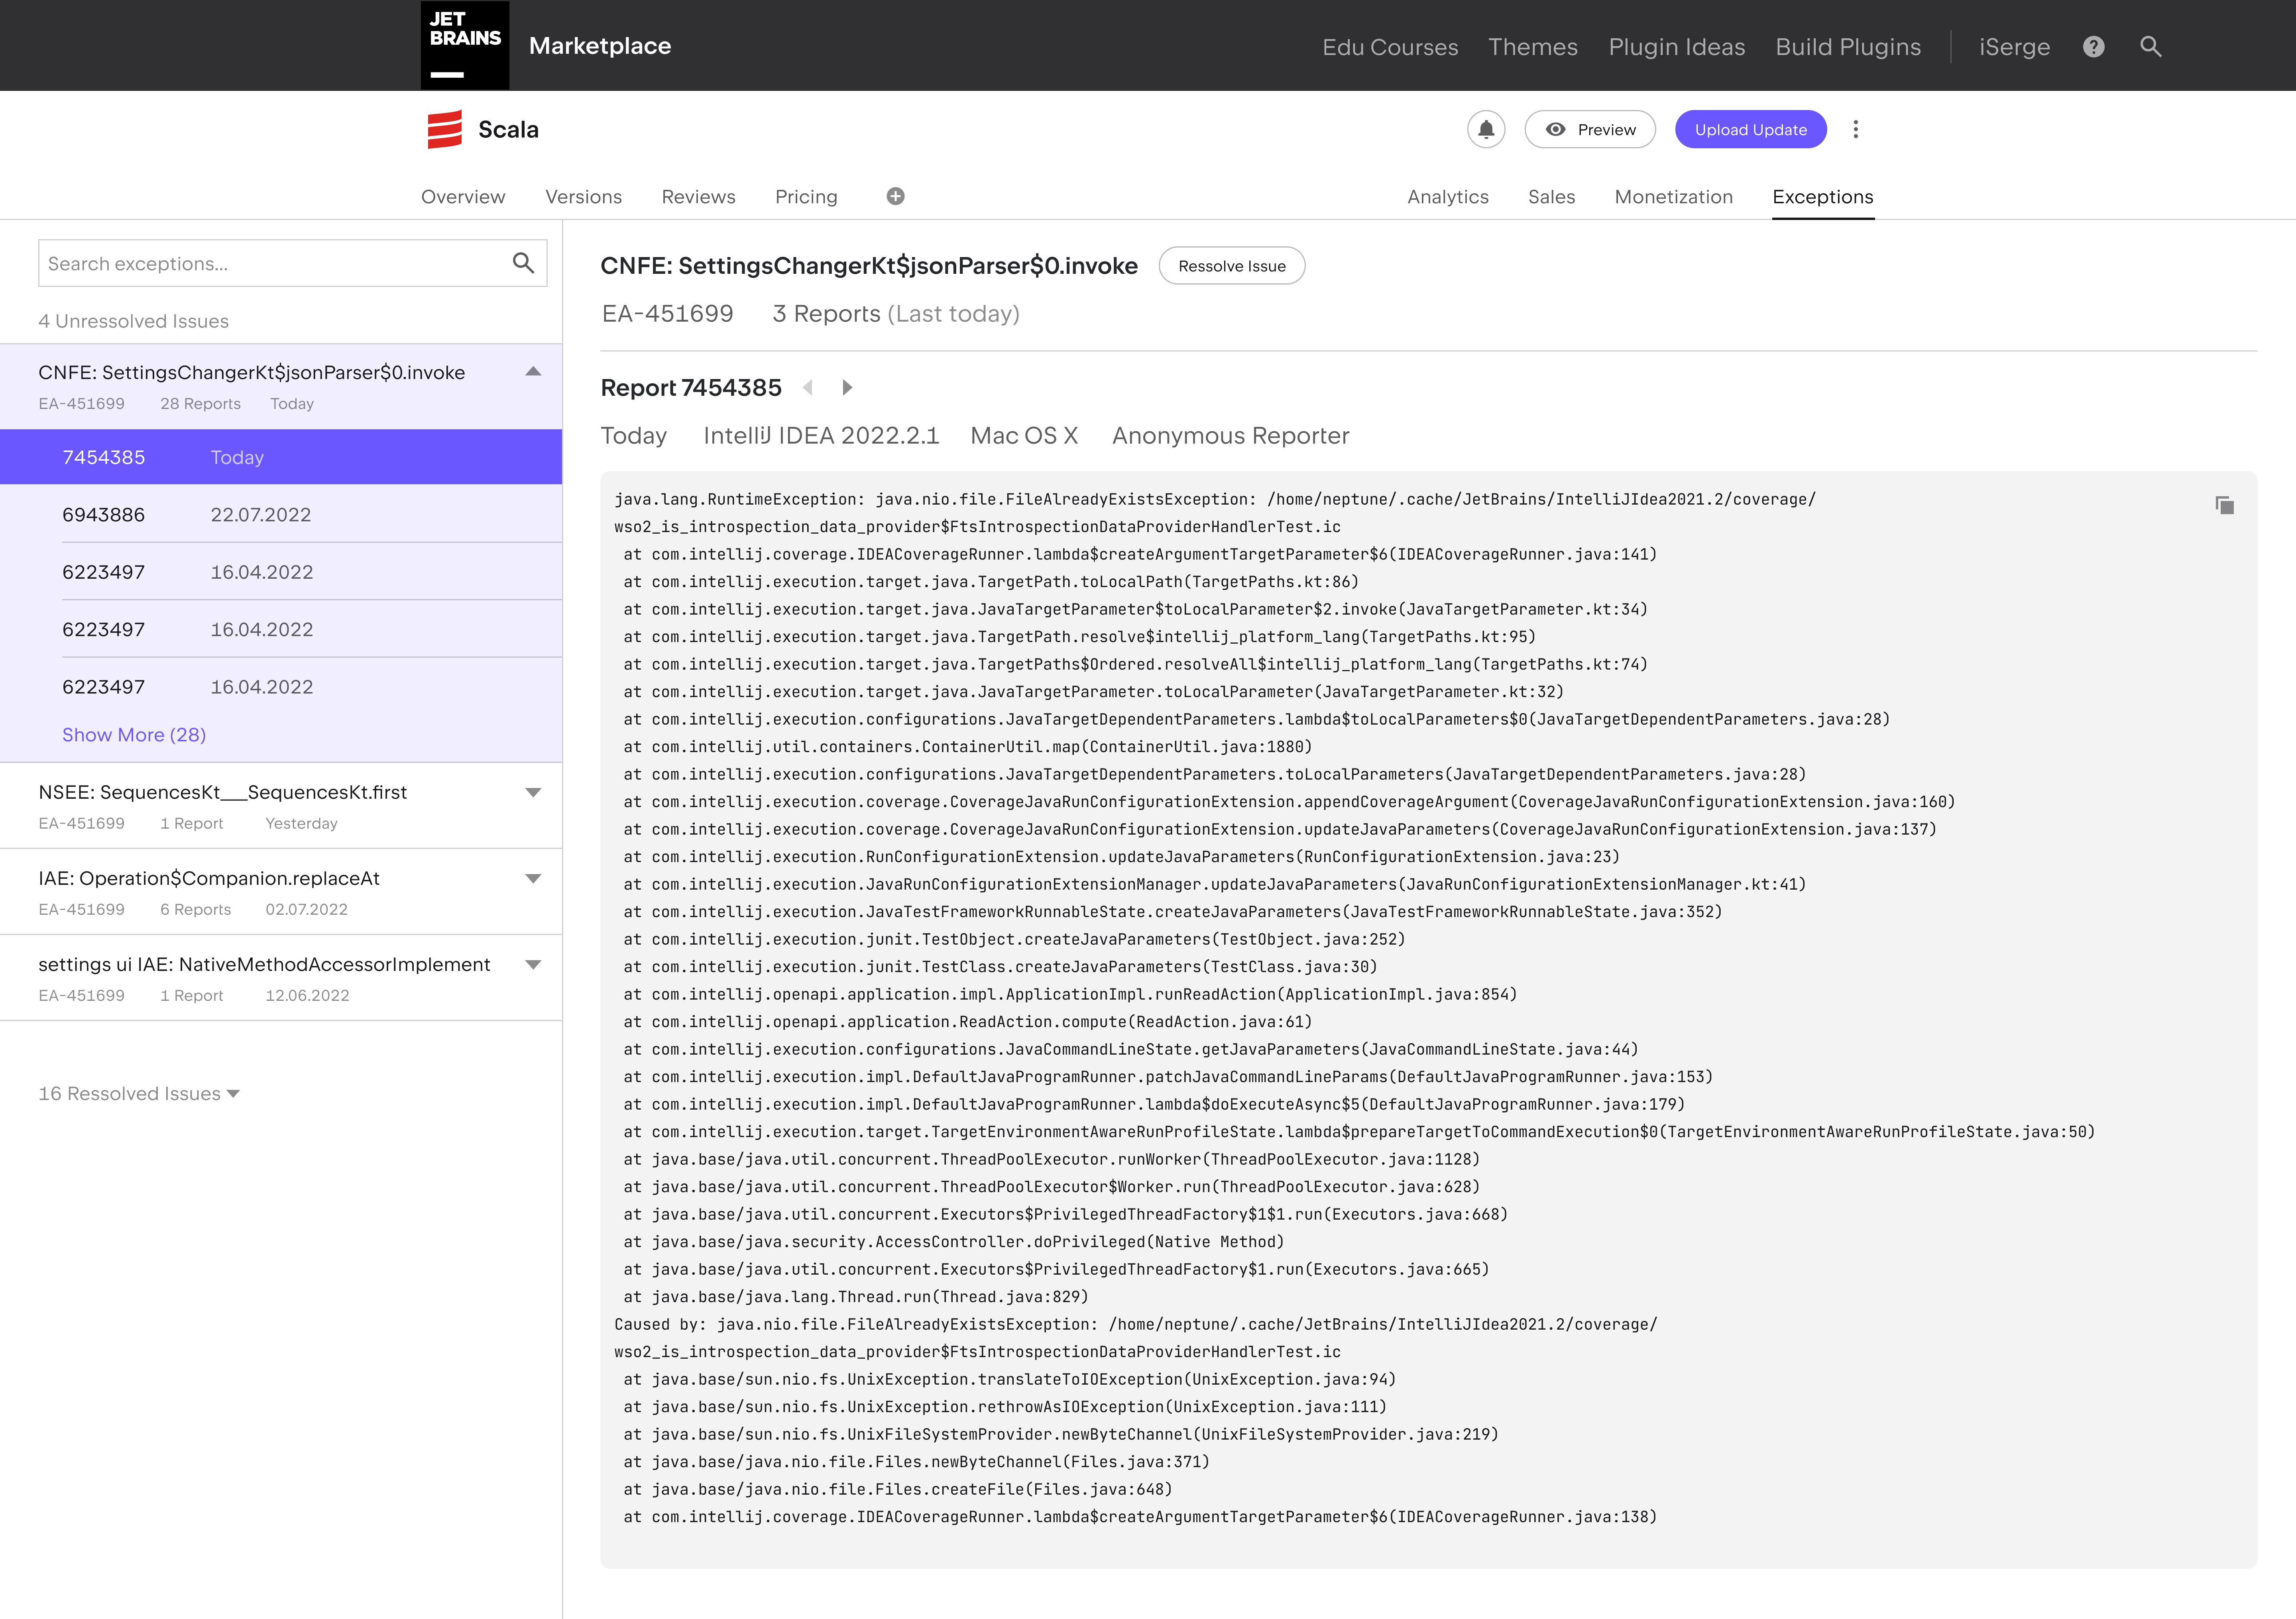 JET
BRAINS
Marketplace
Edu Courses
Themes
Plugin Ideas
Build Plugins
iSerge
Scala
Preview
Upload Update
Overview
Versions
Reviews
Pricing
Analytics
Sales
Monetization
Exceptions
Search exceptions...
4 Unressolved Issues
CNFE: SettingsChangerKt$jsonParser$0.invoke
EA-451699 28 Reports Today
7454385 Today
6943886 22.07.2022
6223497 16.04.2022
6223497 16.04.2022
6223497 16.04.2022
Show More (28)
NSEE: SequencesKt___SequencesKt.first
EA-451699 1 Report Yesterday
IAE: Operation$Companion.replaceAt
EA-451699 6 Reports 02.07.2022
settings ui IAE: NativeMethodAccessorImplement
EA-451699 1 Report 12.06.2022
16 Ressolved Issues
CNFE: SettingsChangerKt$jsonParser$0.invoke
Ressolve Issue
EA-451699 3 Reports (Last today)
Report 7454385
Today IntelliJ IDEA 2022.2.1 Mac OS X Anonymous Reporter
java.lang.RuntimeException: java.nio.file.FileAlreadyExistsException: /home/neptune/.cache/JetBrains/IntelliJIdea2021.2/coverage/
wso2_is_introspection_data_provider$FtsIntrospectionDataProviderHandlerTest.ic
at com.intellij.coverage.IDEACoverageRunner.lambda$createArgumentTargetParameter$6(IDEACoverageRunner.java:141)
at com.intellij.execution.target.java.TargetPath.toLocalPath(TargetPaths.kt:86)
at com.intellij.execution.target.java.JavaTargetParameter$toLocalParameter$2.invoke(JavaTargetParameter.kt:34)
at com.intellij.execution.target.java.TargetPath.resolve$intellij_platform_lang(TargetPaths.kt:95)
at com.intellij.execution.target.java.TargetPaths$Ordered.resolveAll$intellij_platform_lang(TargetPaths.kt:74)
at com.intellij.execution.target.java.JavaTargetParameter.toLocalParameter(JavaTargetParameter.kt:32)
at com.intellij.execution.configurations.JavaTargetDependentParameters.lambda$toLocalParameters$0(JavaTargetDependentParameters.java:28)
at com.intellij.util.containers.ContainerUtil.map(ContainerUtil.java:1880)
at com.intellij.execution.configurations.JavaTargetDependentParameters.toLocalParameters(JavaTargetDependentParameters.java:28)
at com.intellij.execution.coverage.CoverageJavaRunConfigurationExtension.appendCoverageArgument(CoverageJavaRunConfigurationExtension.java:160)
at com.intellij.execution.coverage.CoverageJavaRunConfigurationExtension.updateJavaParameters(CoverageJavaRunConfigurationExtension.java:137)
at com.intellij.execution.RunConfigurationExtension.updateJavaParameters(RunConfigurationExtension.java:23)
at com.intellij.execution.JavaRunConfigurationExtensionManager.updateJavaParameters(JavaRunConfigurationExtensionManager.kt:41)
at com.intellij.execution.JavaTestFrameworkRunnableState.createJavaParameters(JavaTestFrameworkRunnableState.java:352)
at com.intellij.execution.junit.TestObject.createJavaParameters(TestObject.java:252)
at com.intellij.execution.junit.TestClass.createJavaParameters(TestClass.java:30)
at com.intellij.openapi.application.impl.ApplicationImpl.runReadAction(ApplicationImpl.java:854)
at com.intellij.openapi.application.ReadAction.compute(ReadAction.java:61)
at com.intellij.execution.configurations.JavaCommandLineState.getJavaParameters(JavaCommandLineState.java:44)
at com.intellij.execution.impl.DefaultJavaProgramRunner.patchJavaCommandLineParams(DefaultJavaProgramRunner.java:153)
at com.intellij.execution.impl.DefaultJavaProgramRunner.lambda$doExecuteAsync$5(DefaultJavaProgramRunner.java:179)
at com.intellij.execution.target.TargetEnvironmentAwareRunProfileState.lambda$prepareTargetToCommandExecution$0(TargetEnvironmentAwareRunProfileState.java:50)
at java.base/java.util.concurrent.ThreadPoolExecutor.runWorker(ThreadPoolExecutor.java:1128)
at java.base/java.util.concurrent.ThreadPoolExecutor$Worker.run(ThreadPoolExecutor.java:628)
at java.base/java.util.concurrent.Executors$PrivilegedThreadFactory$1$1.run(Executors.java:668)
at java.base/java.security.AccessController.doPrivileged(Native Method)
at java.base/java.util.concurrent.Executors$PrivilegedThreadFactory$1.run(Executors.java:665)
at java.base/java.lang.Thread.run(Thread.java:829)
Caused by: java.nio.file.FileAlreadyExistsException: /home/neptune/.cache/JetBrains/IntelliJIdea2021.2/coverage/
wso2_is_introspection_data_provider$FtsIntrospectionDataProviderHandlerTest.ic
at java.base/sun.nio.fs.UnixException.translateToIOException(UnixException.java:94)
at java.base/sun.nio.fs.UnixException.rethrowAsIOException(UnixException.java:111)
at java.base/sun.nio.fs.UnixFileSystemProvider.newByteChannel(UnixFileSystemProvider.java:219)
at java.base/java.nio.file.Files.newByteChannel(Files.java:371)
at java.base/java.nio.file.Files.createFile(Files.java:648)
at com.intellij.coverage.IDEACoverageRunner.lambda$createArgumentTargetParameter$6(IDEACoverageRunner.java:138)